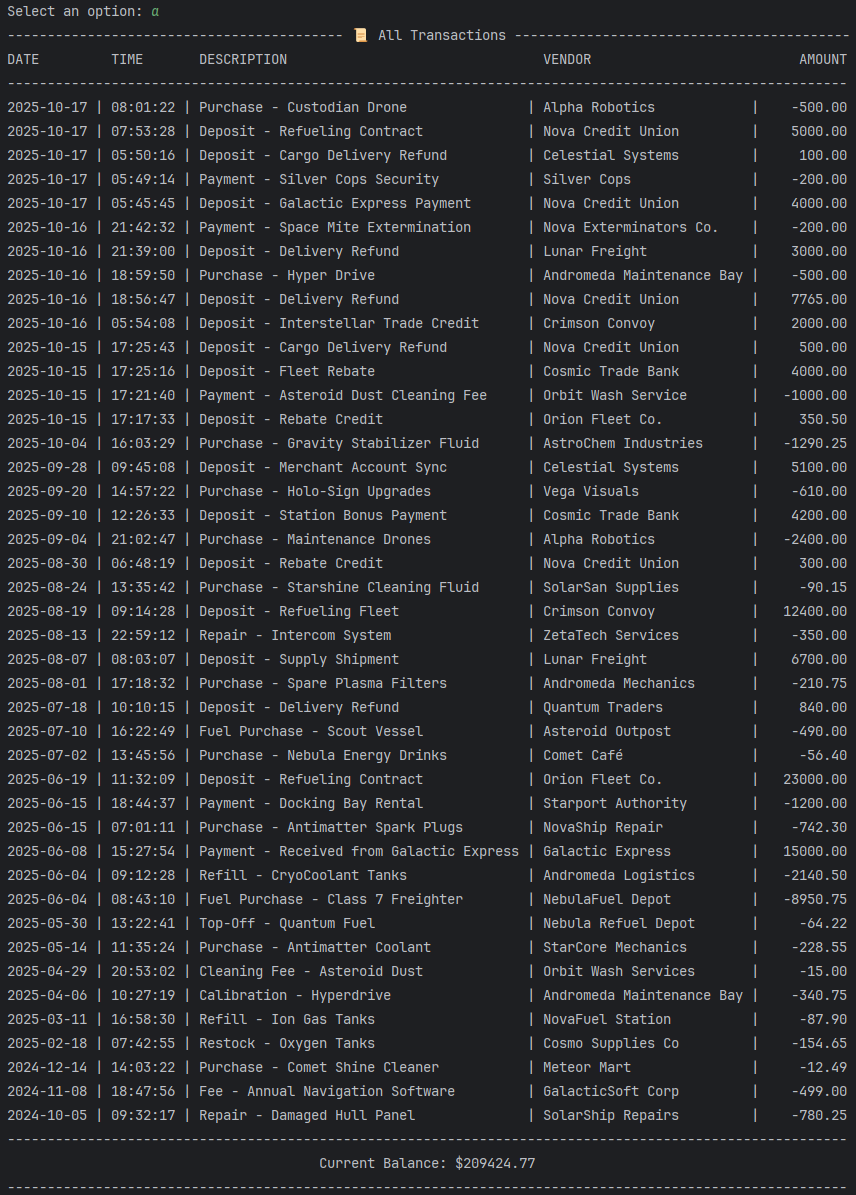 Select an option: a
------------------------------------------ 📜 All Transactions ------------------------------------------
DATE         TIME       DESCRIPTION                                VENDOR                          AMOUNT
---------------------------------------------------------------------------------------------------------
2025-10-17 | 08:01:22 | Purchase - Custodian Drone               | Alpha Robotics            |    -500.00
2025-10-17 | 07:53:28 | Deposit - Refueling Contract             | Nova Credit Union         |    5000.00
2025-10-17 | 05:50:16 | Deposit - Cargo Delivery Refund          | Celestial Systems         |     100.00
2025-10-17 | 05:49:14 | Payment - Silver Cops Security           | Silver Cops               |    -200.00
2025-10-17 | 05:45:45 | Deposit - Galactic Express Payment       | Nova Credit Union         |    4000.00
2025-10-16 | 21:42:32 | Payment - Space Mite Extermination       | Nova Exterminators Co.    |    -200.00
2025-10-16 | 21:39:00 | Deposit - Delivery Refund                | Lunar Freight             |    3000.00
2025-10-16 | 18:59:50 | Purchase - Hyper Drive                   | Andromeda Maintenance Bay |    -500.00
2025-10-16 | 18:56:47 | Deposit - Delivery Refund                | Nova Credit Union         |    7765.00
2025-10-16 | 05:54:08 | Deposit - Interstellar Trade Credit      | Crimson Convoy            |    2000.00
2025-10-15 | 17:25:43 | Deposit - Cargo Delivery Refund          | Nova Credit Union         |     500.00
2025-10-15 | 17:25:16 | Deposit - Fleet Rebate                   | Cosmic Trade Bank         |    4000.00
2025-10-15 | 17:21:40 | Payment - Asteroid Dust Cleaning Fee     | Orbit Wash Service        |   -1000.00
2025-10-15 | 17:17:33 | Deposit - Rebate Credit                  | Orion Fleet Co.           |     350.50
2025-10-04 | 16:03:29 | Purchase - Gravity Stabilizer Fluid      | AstroChem Industries      |   -1290.25
2025-09-28 | 09:45:08 | Deposit - Merchant Account Sync          | Celestial Systems         |    5100.00
2025-09-20 | 14:57:22 | Purchase - Holo-Sign Upgrades            | Vega Visuals              |    -610.00
2025-09-10 | 12:26:33 | Deposit - Station Bonus Payment          | Cosmic Trade Bank         |    4200.00
2025-09-04 | 21:02:47 | Purchase - Maintenance Drones            | Alpha Robotics            |   -2400.00
2025-08-30 | 06:48:19 | Deposit - Rebate Credit                  | Nova Credit Union         |     300.00
2025-08-24 | 13:35:42 | Purchase - Starshine Cleaning Fluid      | SolarSan Supplies         |     -90.15
2025-08-19 | 09:14:28 | Deposit - Refueling Fleet                | Crimson Convoy            |   12400.00
2025-08-13 | 22:59:12 | Repair - Intercom System                 | ZetaTech Services         |    -350.00
2025-08-07 | 08:03:07 | Deposit - Supply Shipment                | Lunar Freight             |    6700.00
2025-08-01 | 17:18:32 | Purchase - Spare Plasma Filters          | Andromeda Mechanics       |    -210.75
2025-07-18 | 10:10:15 | Deposit - Delivery Refund                | Quantum Traders           |     840.00
2025-07-10 | 16:22:49 | Fuel Purchase - Scout Vessel             | Asteroid Outpost          |    -490.00
2025-07-02 | 13:45:56 | Purchase - Nebula Energy Drinks          | Comet Café                |     -56.40
2025-06-19 | 11:32:09 | Deposit - Refueling Contract             | Orion Fleet Co.           |   23000.00
2025-06-15 | 18:44:37 | Payment - Docking Bay Rental             | Starport Authority        |   -1200.00
2025-06-15 | 07:01:11 | Purchase - Antimatter Spark Plugs        | NovaShip Repair           |    -742.30
2025-06-08 | 15:27:54 | Payment - Received from Galactic Express | Galactic Express          |   15000.00
2025-06-04 | 09:12:28 | Refill - CryoCoolant Tanks               | Andromeda Logistics       |   -2140.50
2025-06-04 | 08:43:10 | Fuel Purchase - Class 7 Freighter        | NebulaFuel Depot          |   -8950.75
2025-05-30 | 13:22:41 | Top-Off - Quantum Fuel                   | Nebula Refuel Depot       |     -64.22
2025-05-14 | 11:35:24 | Purchase - Antimatter Coolant            | StarCore Mechanics        |    -228.55
2025-04-29 | 20:53:02 | Cleaning Fee - Asteroid Dust             | Orbit Wash Services       |     -15.00
2025-04-06 | 10:27:19 | Calibration - Hyperdrive                 | Andromeda Maintenance Bay |    -340.75
2025-03-11 | 16:58:30 | Refill - Ion Gas Tanks                   | NovaFuel Station          |     -87.90
2025-02-18 | 07:42:55 | Restock - Oxygen Tanks                   | Cosmo Supplies Co         |    -154.65
2024-12-14 | 14:03:22 | Purchase - Comet Shine Cleaner           | Meteor Mart               |     -12.49
2024-11-08 | 18:47:56 | Fee - Annual Navigation Software         | GalacticSoft Corp         |    -499.00
2024-10-05 | 09:32:17 | Repair - Damaged Hull Panel              | SolarShip Repairs         |    -780.25
---------------------------------------------------------------------------------------------------------
Current Balance: $209424.77
---------------------------------------------------------------------------------------------------------